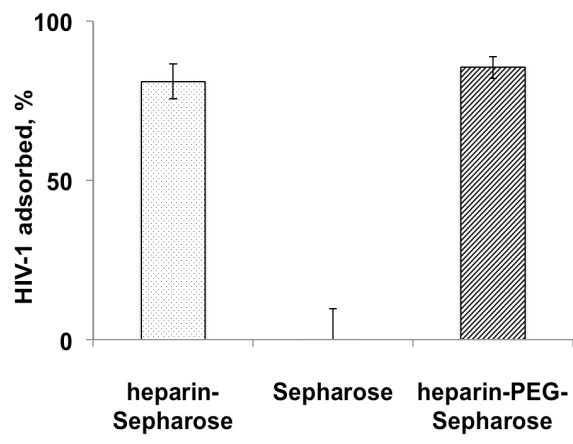 100
50
0
HIV-1 adsorbed, %
heparin-
Sepharose
Sepharose
heparin-PEG-
Sepharose